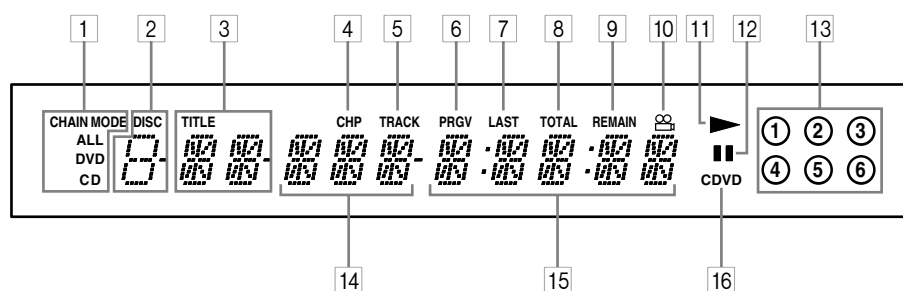 1 2 3 4 5 6 7 8 9 10 11 12 13
CHAIN MODE DISC TITLE CHP TRACK PRGV LAST TOTAL REMAIN
ALL
DVD
CD
1 2 3
4 5 6
CDVD
14 15 16